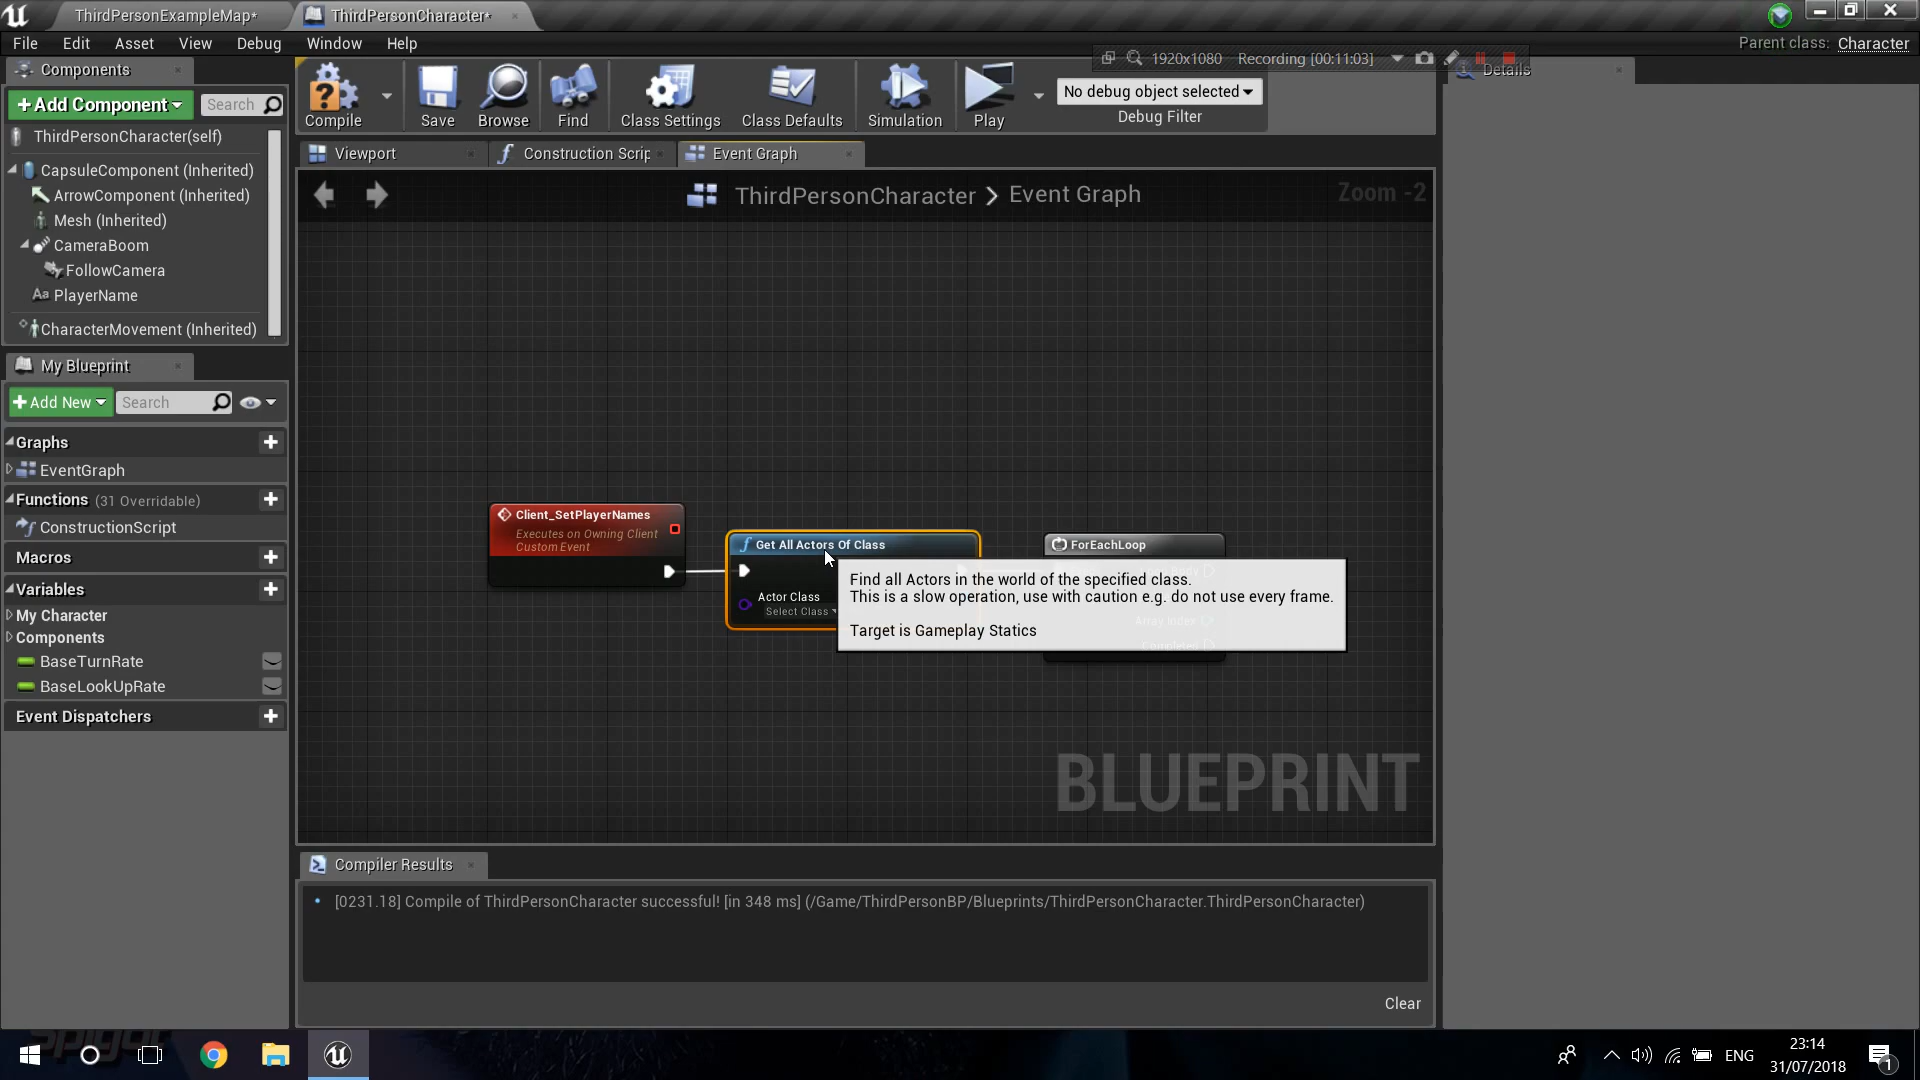 ThirdPersonExampleMap*
ThirdPersonCharacter*
File Edit Asset View Debug Window Help
Parent class: Character
1920x1080 Recording [00:11:03]
Components
Details
+Add Component
Search
ThirdPersonCharacter(self)
CapsuleComponent (Inherited)
ArrowComponent (Inherited)
Mesh (Inherited)
CameraBoom
FollowCamera
Aa PlayerName
CharacterMovement (Inherited)
Compile
Save
Browse
Find
Class Settings
Class Defaults
Simulation
Play
No debug object selected
Debug Filter
Viewport
Construction Scrip
Event Graph
ThirdPersonCharacter > Event Graph
Zoom -2
My Blueprint
+Add New
Search
Graphs
EventGraph
Functions (31 Overridable)
ConstructionScript
Macros
Variables
My Character
Components
BaseTurnRate
BaseLookUpRate
Event Dispatchers
Client_SetPlayerNames
Executes on Owning Client
Custom Event
f Get All Actors Of Class
Actor Class
Select Class
ForEachLoop
Array Index
Completed
Find all Actors in the world of the specified class.
This is a slow operation, use with caution e.g. do not use every frame.
Target is Gameplay Statics
BLUEPRINT
Compiler Results
[0231.18] Compile of ThirdPersonCharacter successful! [in 348 ms] (/Game/ThirdPersonBP/Blueprints/ThirdPersonCharacter.ThirdPersonCharacter)
Clear
ENG
23:14
31/07/2018
1